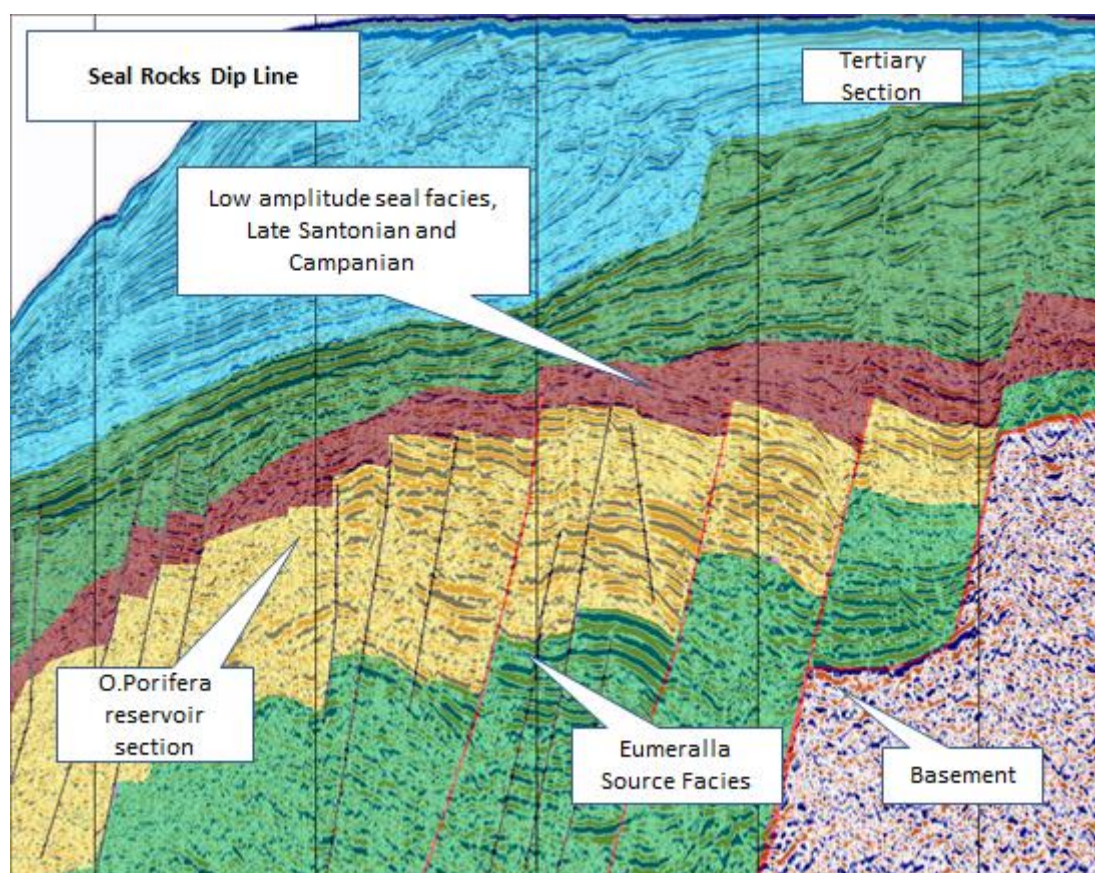 Seal Rocks Dip Line
Tertiary
Section
Low amplitude seal facies,
Late Santonian and
Campanian
O.Porifera
reservoir
section
Eumeralla
Source Facies
Basement